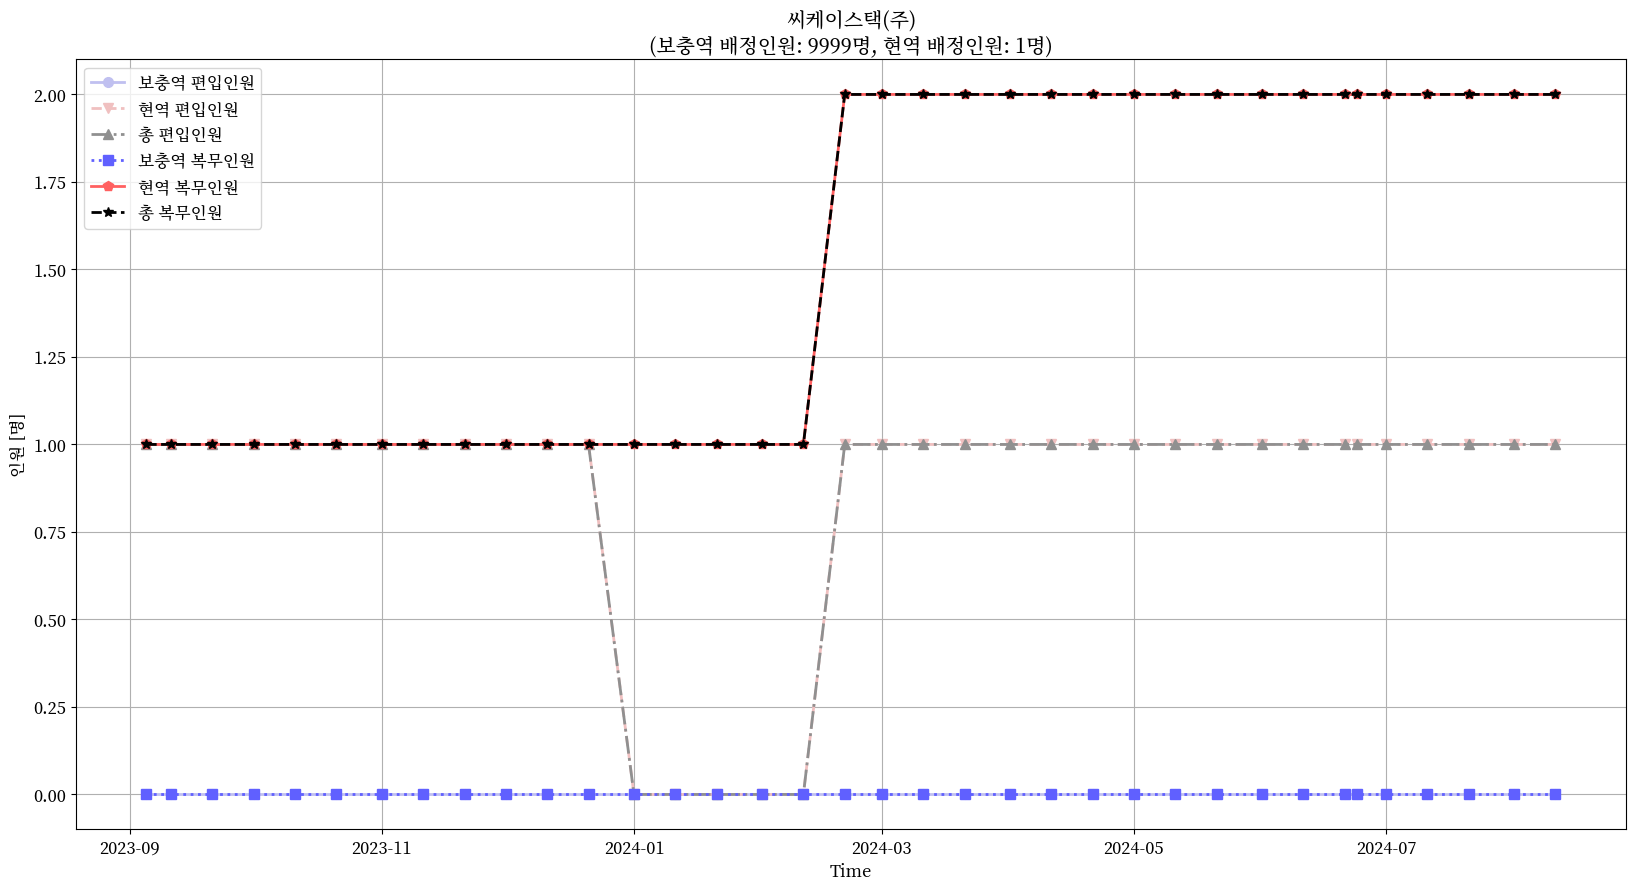 씨케이스택(주)
(보충역 배정인원: 9999명, 현역 배정인원: 1명)
보충역 편입인원
현역 편입인원
총 편입인원
보충역 복무인원
현역 복무인원
총 복무인원
2.00
1.75
1.50
1.25
1.00
0.75
0.50
0.25
0.00
인원 [명]
2023-09 2023-11 2024-01 2024-03 2024-05 2024-07
Time